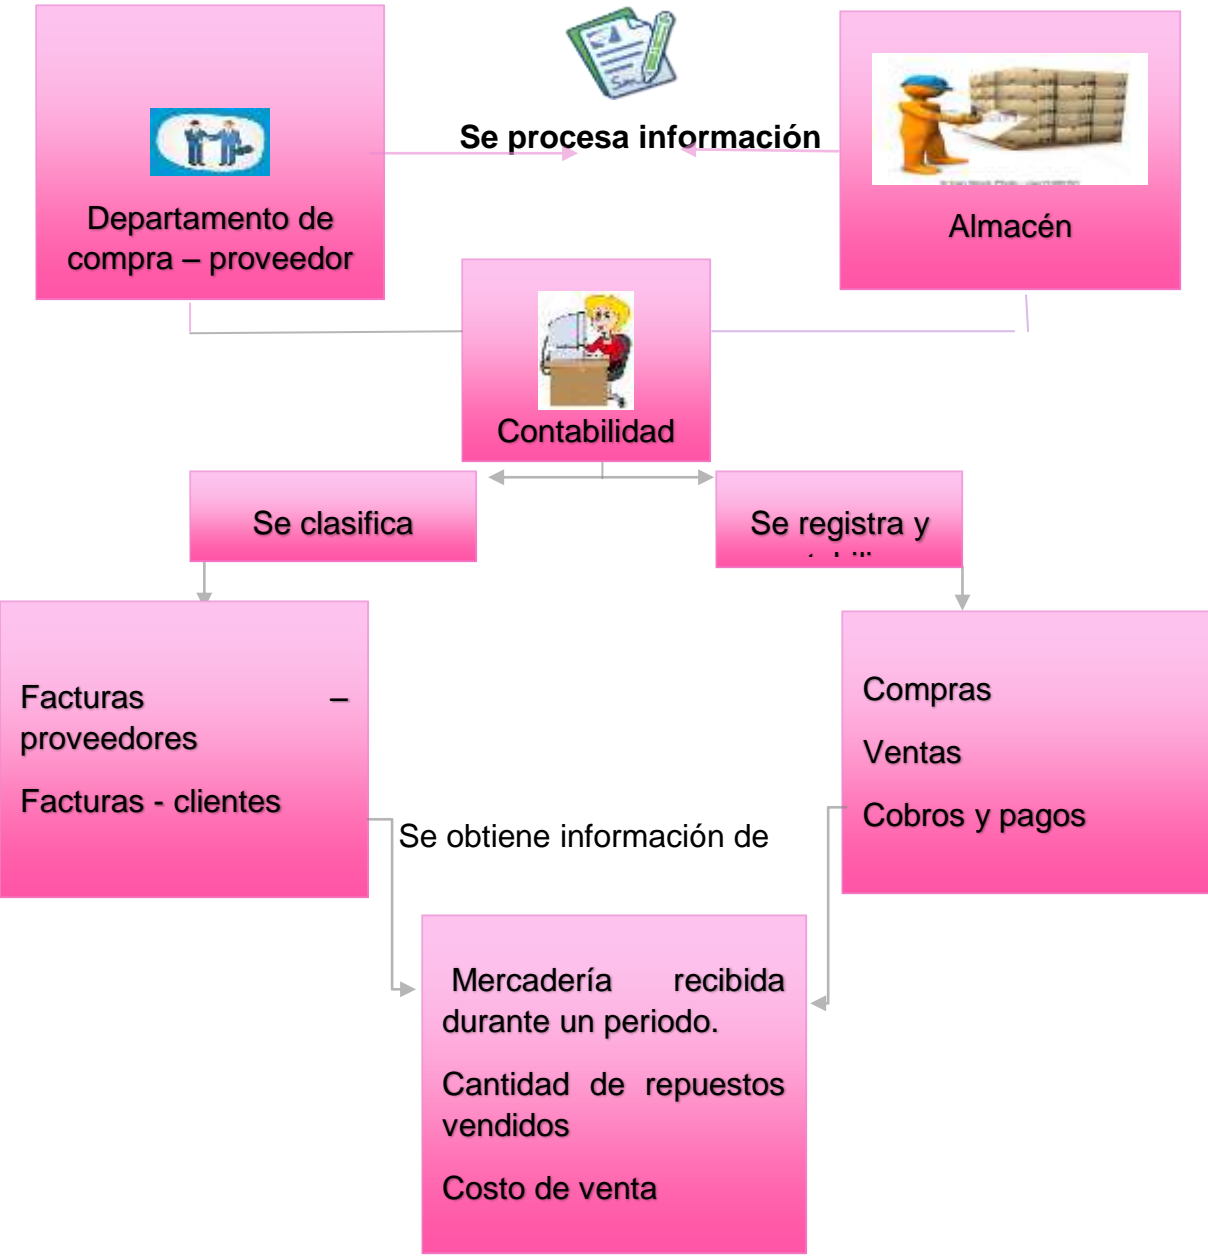 Se procesa información
Departamento de
compra – proveedor
Almacén
Contabilidad
Se clasifica
Se registra y
Facturas –
proveedores
Facturas - clientes
Compras
Ventas
Cobros y pagos
Se obtiene información de
Mercadería recibida
durante un periodo.
Cantidad de repuestos
vendidos
Costo de venta